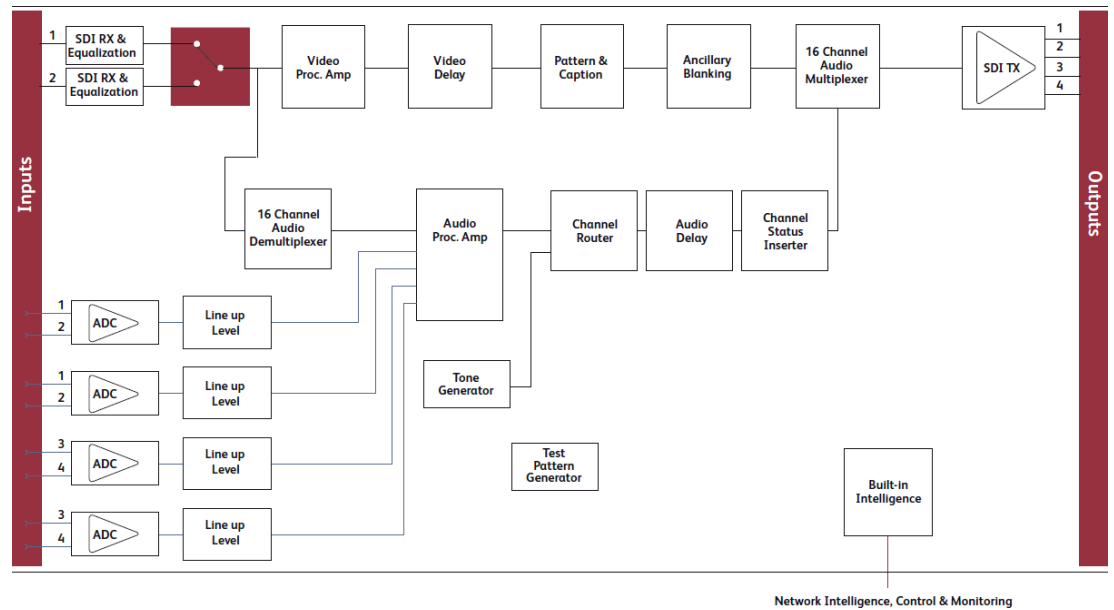 Inputs
1
SDI RX &
Equalization
2
SDI RX &
Equalization
Video
Proc. Amp
Video
Delay
Pattern &
Caption
Ancillary
Blanking
16 Channel
Audio
Multiplexer
SDI TX
1
2
3
4
Outputs
16 Channel
Audio
Demultiplexer
Audio
Proc. Amp
Channel
Router
Audio
Delay
Channel
Status
Inserter
1
2
ADC
Line up
Level
1
2
ADC
Line up
Level
Tone
Generator
3
4
ADC
Line up
Level
Test
Pattern
Generator
Built-in
Intelligence
3
4
ADC
Line up
Level
Network Intelligence, Control & Monitoring